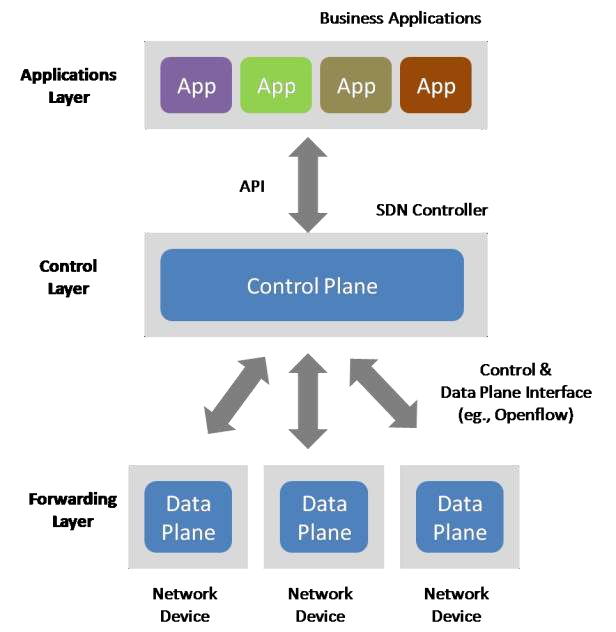 Business Applications
Applications
Layer
App App App App
API
SDN Controller
Control
Layer
Control Plane
Control &
Data Plane Interface
(eg., Openflow)
Forwarding
Layer
Data
Plane
Data
Plane
Data
Plane
Network
Device
Network
Device
Network
Device